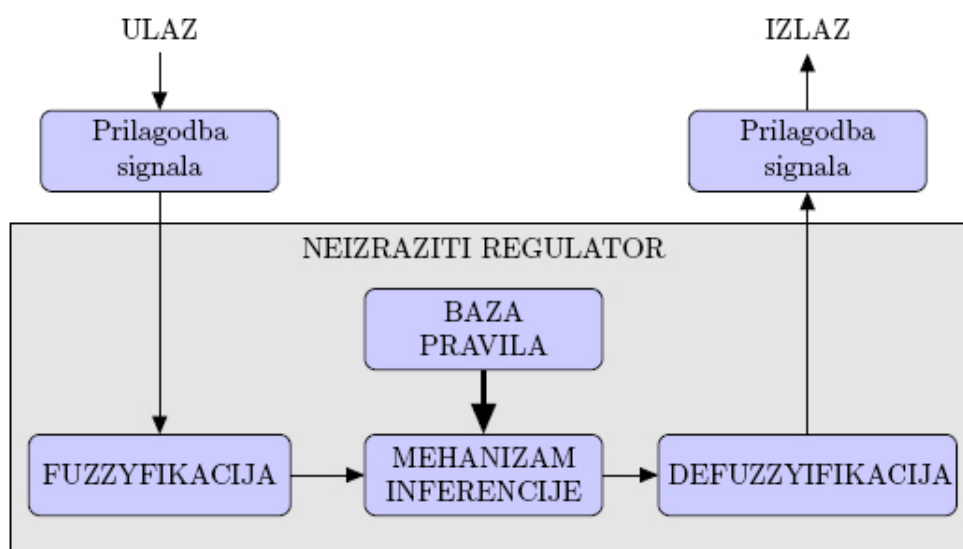 ULAZ
IZLAZ
Prilagodba
signala
Prilagodba
signala
NEIZRAZITI REGULATOR
BAZA
PRAVILA
FUZZYFIKACIJA
MEHANIZAM
INFERENCIJE
DEFUZZYIFIKACIJA